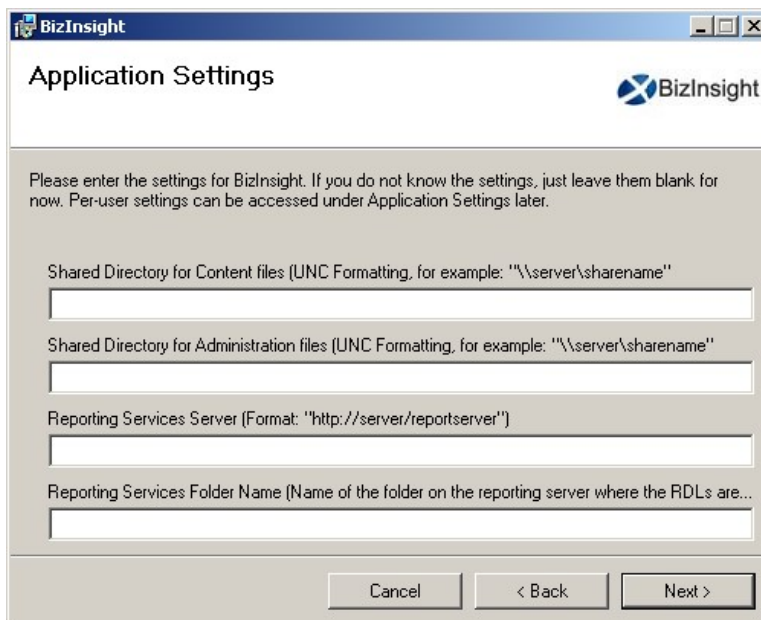 BizInsight
Application Settings
BizInsight
Please enter the settings for BizInsight. If you do not know the settings, just leave them blank for
now. Per-user settings can be accessed under Application Settings later.
Shared Directory for Content files (UNC Formatting, for example: "\\server\sharename"
Shared Directory for Administration files (UNC Formatting, for example: "\\server\sharename"
Reporting Services Server (Format: "http://server/reportserver")
Reporting Services Folder Name (Name of the folder on the reporting server where the RDLs are...
Cancel
< Back
Next >